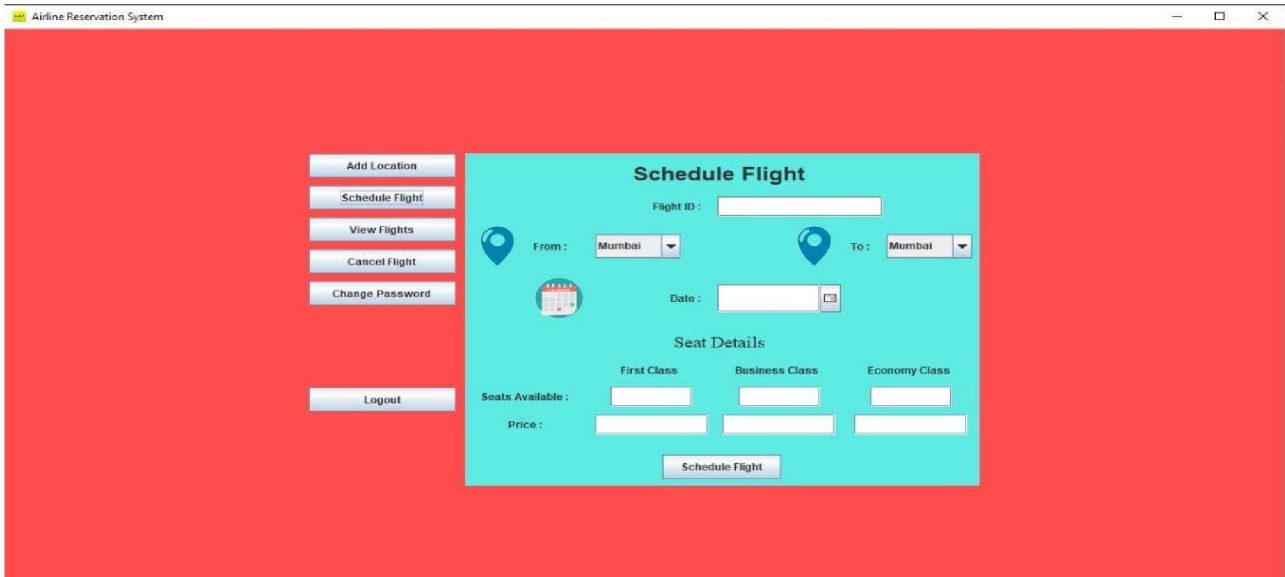 Airline Reservation System
Add Location
Schedule Flight
View Flights
Cancel Flight
Change Password
Logout
Schedule Flight
Flight ID :
From : Mumbai To : Mumbai
Date :
Seat Details
First Class Business Class Economy Class
Seats Available :
Price :
Schedule Flight